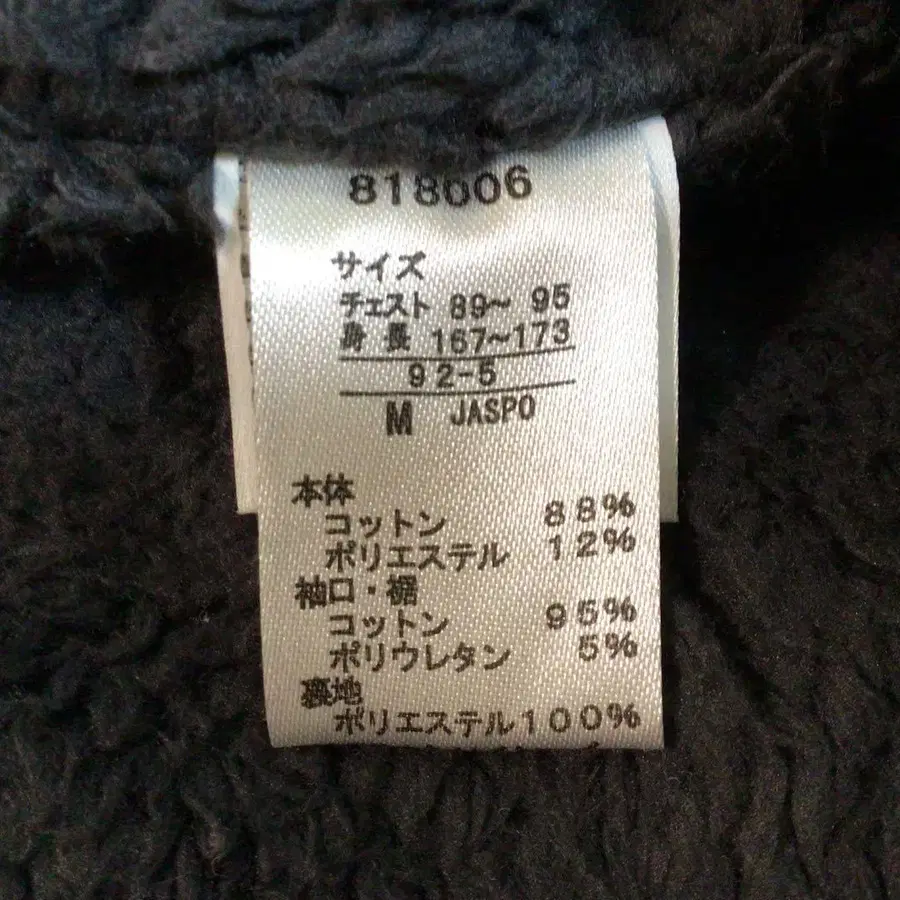 818006
サイズ
チェスト 89〜 95
身長 167〜173
92-5
M JASPO
本体
コットン 88%
ポリエステル 12%
袖口・裾
コットン 95%
ポリウレタン 5%
裏地
ポリエステル100%